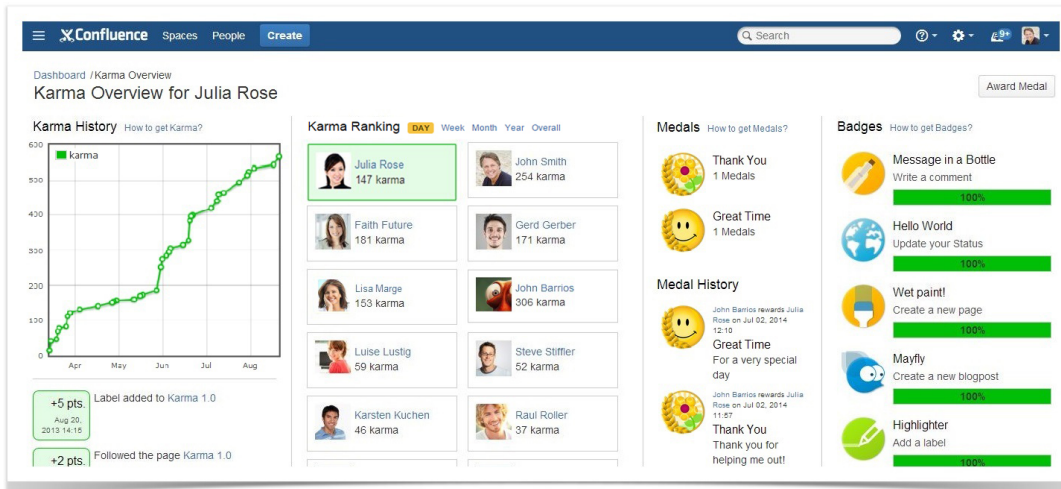 Confluence Spaces People Create Search 9+
Dashboard / Karma Overview
Karma Overview for Julia Rose
Award Medal
Karma History How to get Karma?
600
karma
500
400
300
200
100
0
Apr May Jun Jul Aug
+5 pts.
Aug 20,
2013 14:15
Label added to Karma 1.0
+2 pts.
Followed the page Karma 1.0
Karma Ranking DAY Week Month Year Overall
Julia Rose
147 karma
John Smith
254 karma
Faith Future
181 karma
Gerd Gerber
171 karma
Lisa Marge
153 karma
John Barrios
306 karma
Luise Lustig
59 karma
Steve Stiffler
52 karma
Karsten Kuchen
46 karma
Raul Roller
37 karma
Medals How to get Medals?
Thank You
1 Medals
Great Time
1 Medals
Medal History
John Barrios rewards Julia
Rose on Jul 02, 2014
12:10
Great Time
For a very special
day
John Barrios rewards Julia
Rose on Jul 02, 2014
11:57
Thank You
Thank you for
helping me out!
Badges How to get Badges?
Message in a Bottle
Write a comment
100%
Hello World
Update your Status
100%
Wet paint!
Create a new page
100%
Mayfly
Create a new blogpost
100%
Highlighter
Add a label
100%